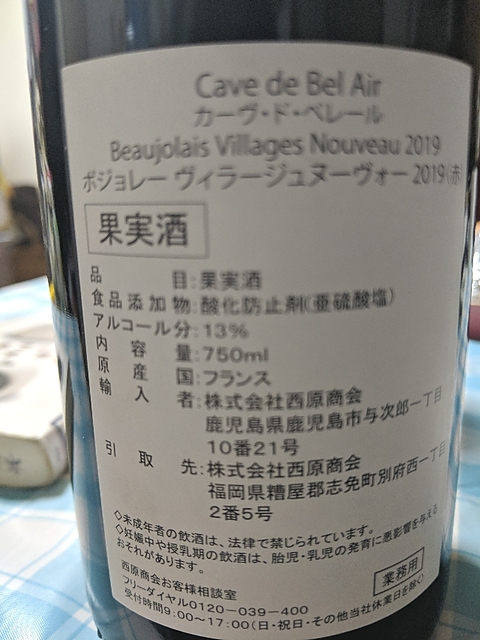 Cave de Bel Air
カーヴ・ド・ベレール
Beaujolais Villages Nouveau 2019
ボジョレー ヴィラージュヌーヴォー 2019(赤
果実酒
品目:果実酒
食品添加物:酸化防止剤(亜硫酸塩)
アルコール分:13%
内容量:750ml
原産国:フランス
輸入者:株式会社西原商会
鹿児島県鹿児島市与次郎一丁目
10番21号
引取先:株式会社西原商会
福岡県糟屋郡志免町別府西一丁目
2番5号
◇未成年者の飲酒は、法律で禁じられています。
◇妊娠中や授乳期の飲酒は、胎児・乳児の発育に悪影響を与える
おそれがあります。
西原商会お客様相談室
業務用
フリーダイヤル0120-039-400
受付時間9:00~17:00(日・祝日・その他当社休業日を除く)